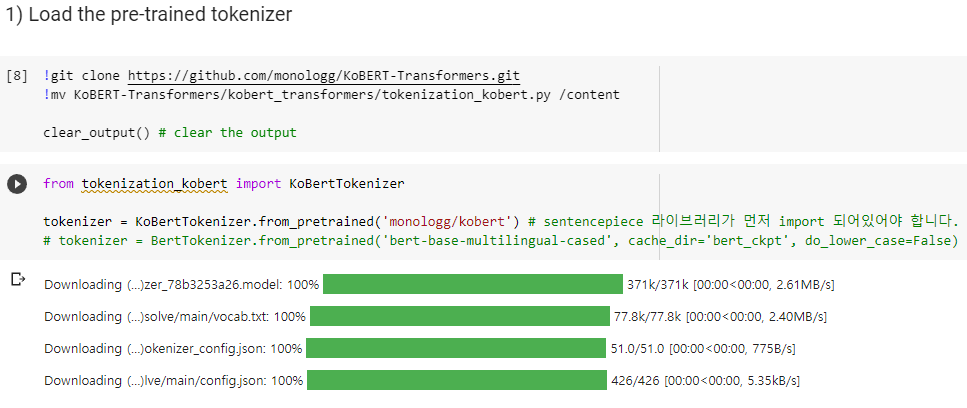 1) Load the pre-trained tokenizer
[8] !git clone https://github.com/monologg/KoBERT-Transformers.git
!mv KoBERT-Transformers/kobert_transformers/tokenization_kobert.py /content
clear_output() # clear the output
from tokenization_kobert import KoBertTokenizer
tokenizer = KoBertTokenizer.from_pretrained('monologg/kobert') # sentencepiece 라이브러리가 먼저 import 되어있어야 합니다.
# tokenizer = BertTokenizer.from_pretrained('bert-base-multilingual-cased', cache_dir='bert_ckpt', do_lower_case=False)
Downloading (…)zer_78b3253a26.model: 100% 371k/371k [00:00<00:00, 2.61MB/s]
Downloading (…)solve/main/vocab.txt: 100% 77.8k/77.8k [00:00<00:00, 2.40MB/s]
Downloading (…)okenizer_config.json: 100% 51.0/51.0 [00:00<00:00, 775B/s]
Downloading (…)lve/main/config.json: 100% 426/426 [00:00<00:00, 5.35kB/s]